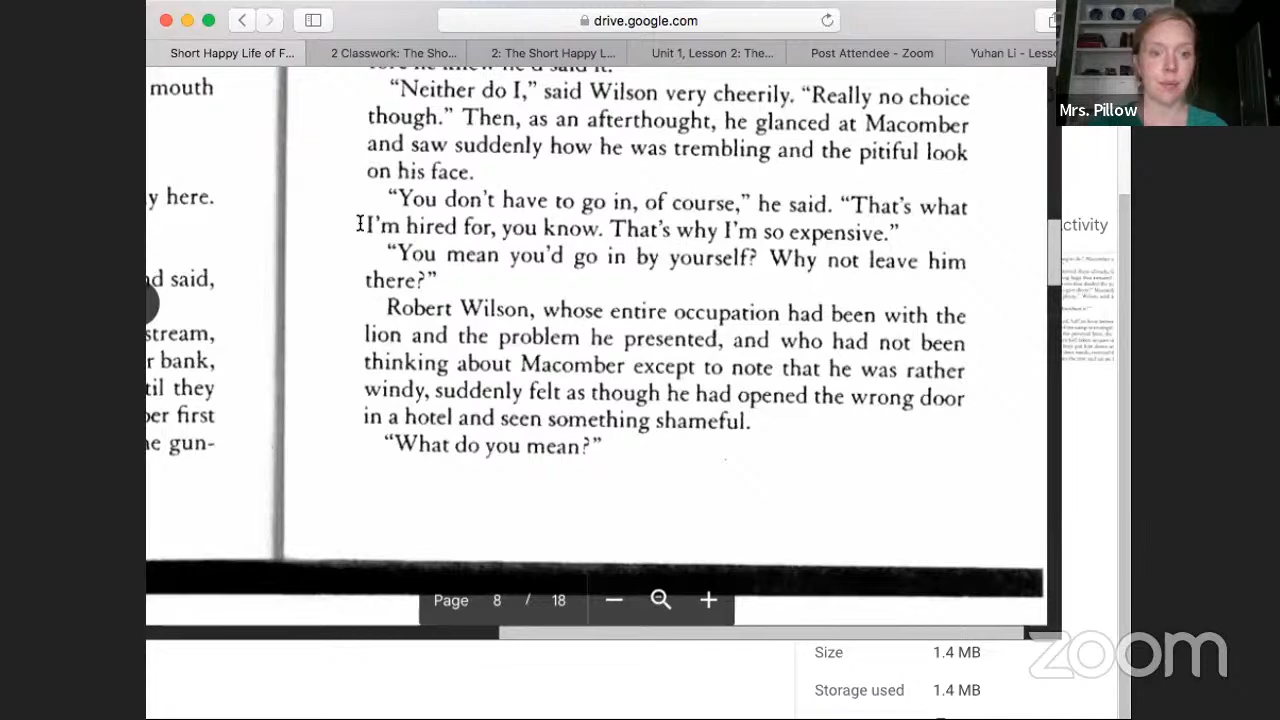 drive.google.com
Short Happy Life of F...
2 Classwork: The Sho...
2: The Short Happy L...
Unit 1, Lesson 2: The...
Post Attendee - Zoom
Yuhan Li - Less
Mrs. Pillow
mouth
y here.
d said,
stream,
r bank,
til they
er first
e gun-
"Neither do I," said Wilson very cheerily. "Really no choice
though." Then, as an afterthought, he glanced at Macomber
and saw suddenly how he was trembling and the pitiful look
on his face.
"You don't have to go in, of course," he said. "That's what
I'm hired for, you know. That's why I'm so expensive."
"You mean you'd go in by yourself? Why not leave him
there?"
Robert Wilson, whose entire occupation had been with the
lion and the problem he presented, and who had not been
thinking about Macomber except to note that he was rather
windy, suddenly felt as though he had opened the wrong door
in a hotel and seen something shameful.
"What do you mean?"
ctivity
Page 8 / 18
Size 1.4 MB
Storage used 1.4 MB
zoom